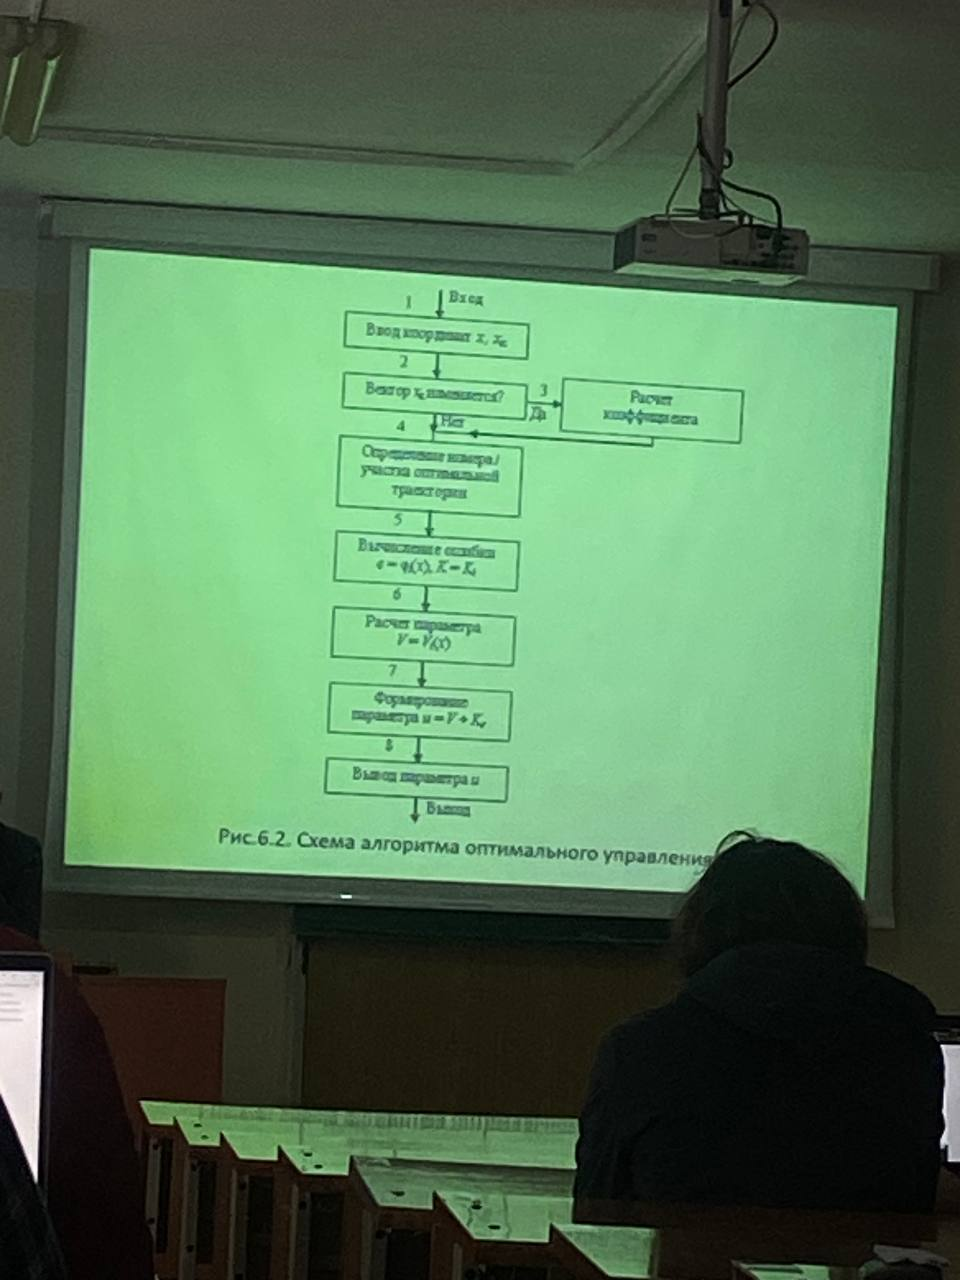 1
Вход
Ввод координат x, xк
2
Вектор xк изменяется?
3
Да
Расчет
коэффициента
4
Нет
Определение номера i
участка оптимальной
траектории
5
Вычисление ошибки
6
Расчет параметра
7
Формирование
параметра u = V +
8
Вывод параметра u
Выход
Рис.6.2. Схема алгоритма оптимального управления